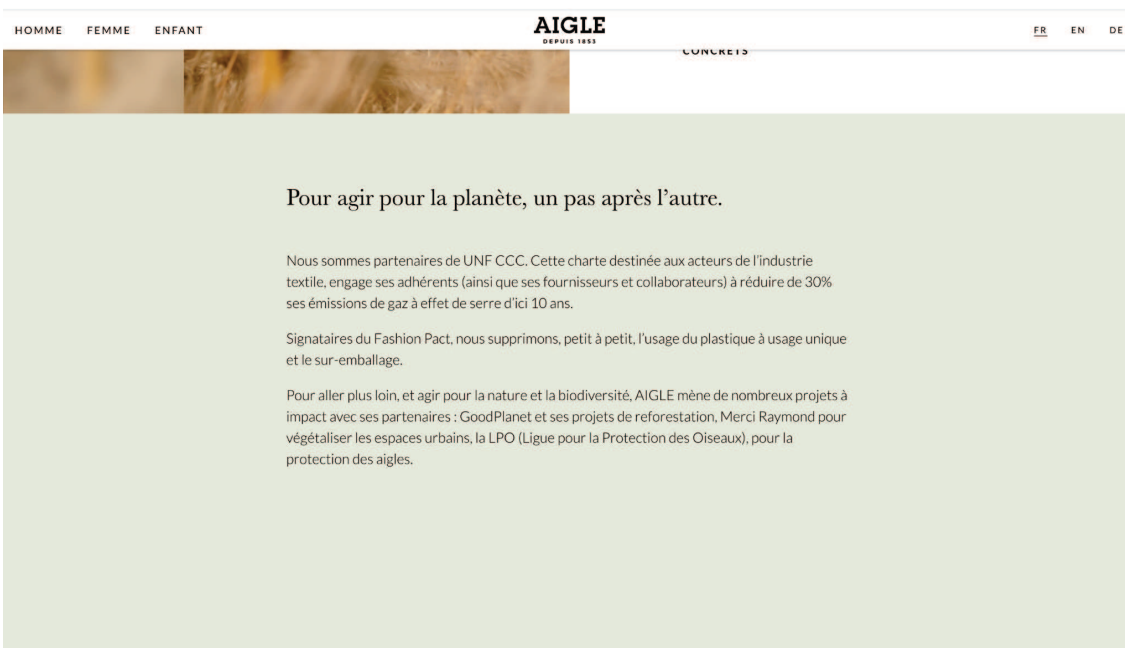 HOMME FEMME ENFANT AIGLE FR EN DE
DEPUIS 1853
CONCRETS
Pour agir pour la planète, un pas après l'autre.
Nous sommes partenaires de UNF CCC. Cette charte destinée aux acteurs de l'industrie
textile, engage ses adhérents (ainsi que ses fournisseurs et collaborateurs) à réduire de 30%
ses émissions de gaz à effet de serre d'ici 10 ans.
Signataires du Fashion Pact, nous supprimons, petit à petit, l'usage du plastique à usage unique
et le sur-emballage.
Pour aller plus loin, et agir pour la nature et la biodiversité, AIGLE mène de nombreux projets à
impact avec ses partenaires : GoodPlanet et ses projets de reforestation, Merci Raymond pour
végétaliser les espaces urbains, la LPO (Ligue pour la Protection des Oiseaux), pour la
protection des aigles.